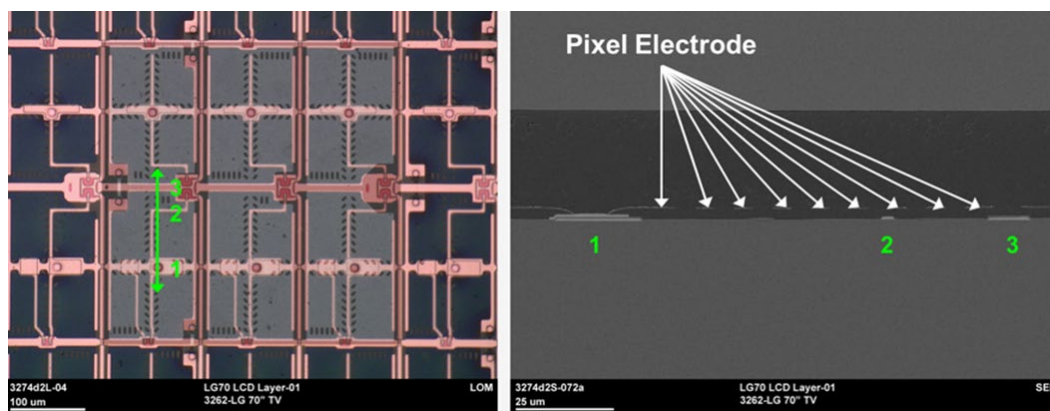 3
2
1
3274d2L-04 LG70 LCD Layer-01 LOM
100 um 3262-LG 70” TV
Pixel Electrode
1 2 3
3274d2S-072a LG70 LCD Layer-01 SE
25 um 3262-LG 70” TV